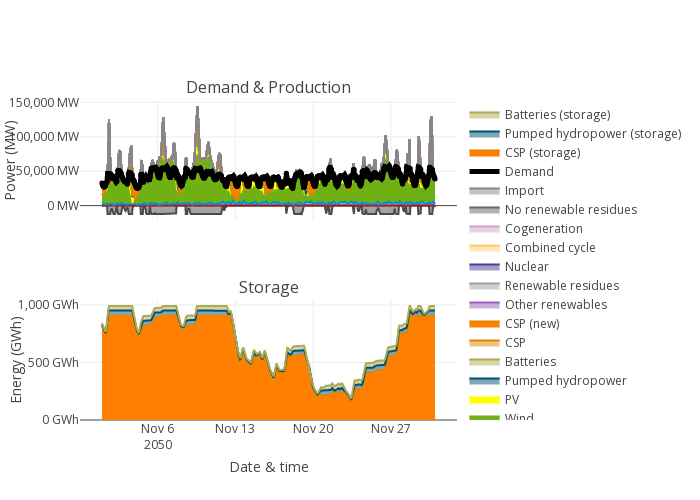 Demand & Production
150,000 MW
100,000 MW
50,000 MW
0 MW
Power (MW)
Storage
1,000 GWh
500 GWh
0 GWh
Energy (GWh)
Nov 6
2050
Nov 13
Nov 20
Nov 27
Date & time
Batteries (storage)
Pumped hydropower (storage)
CSP (storage)
Demand
Import
No renewable residues
Cogeneration
Combined cycle
Nuclear
Renewable residues
Other renewables
CSP (new)
CSP
Batteries
Pumped hydropower
PV
Wind